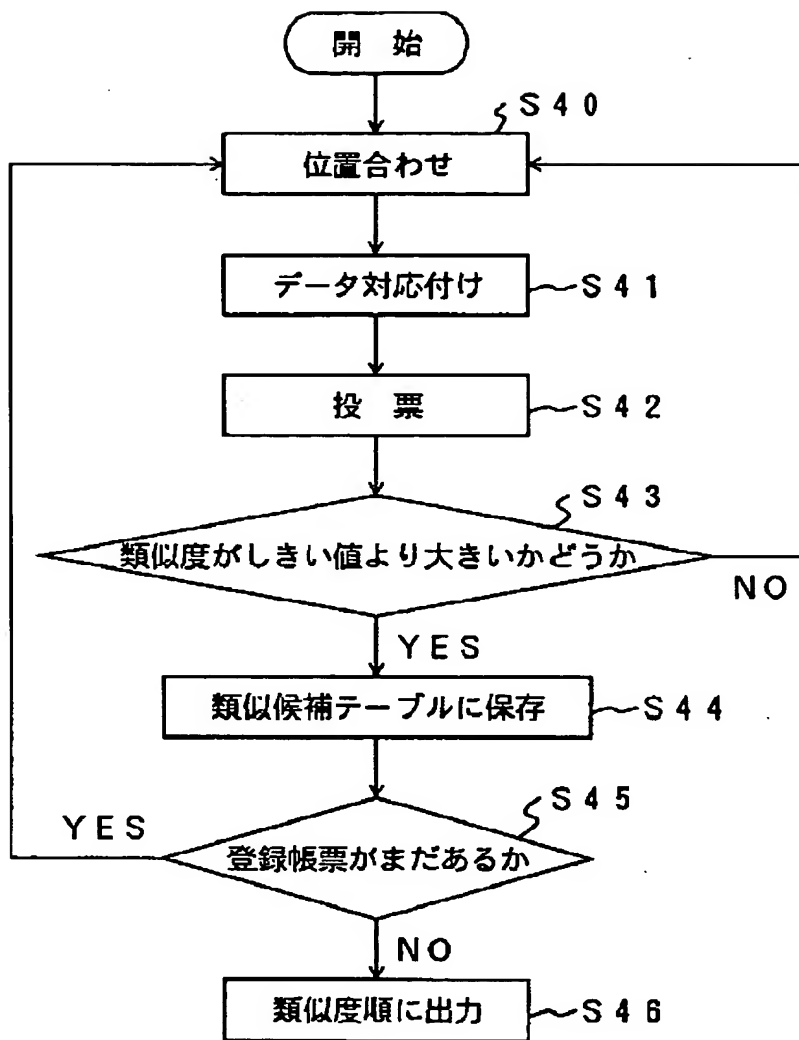 開 始
S40
位置合わせ
データ対応付け
S41
投 票
S42
S43
類似度がしきい値より大きいかどうか
NO
YES
類似候補テーブルに保存
S44
S45
YES
登録帳票がまだあるか
NO
類似度順に出力
S46